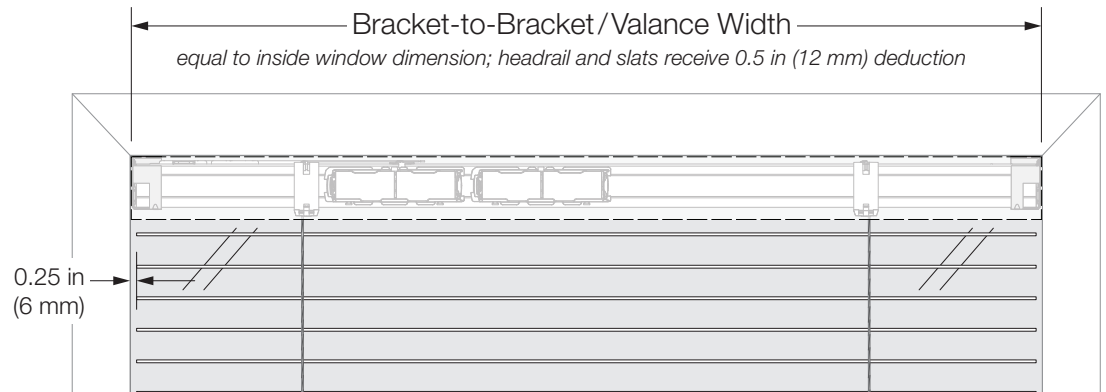 Bracket-to-Bracket/Valance Width
equal to inside window dimension; headrail and slats receive 0.5 in (12 mm) deduction
0.25 in
(6 mm)